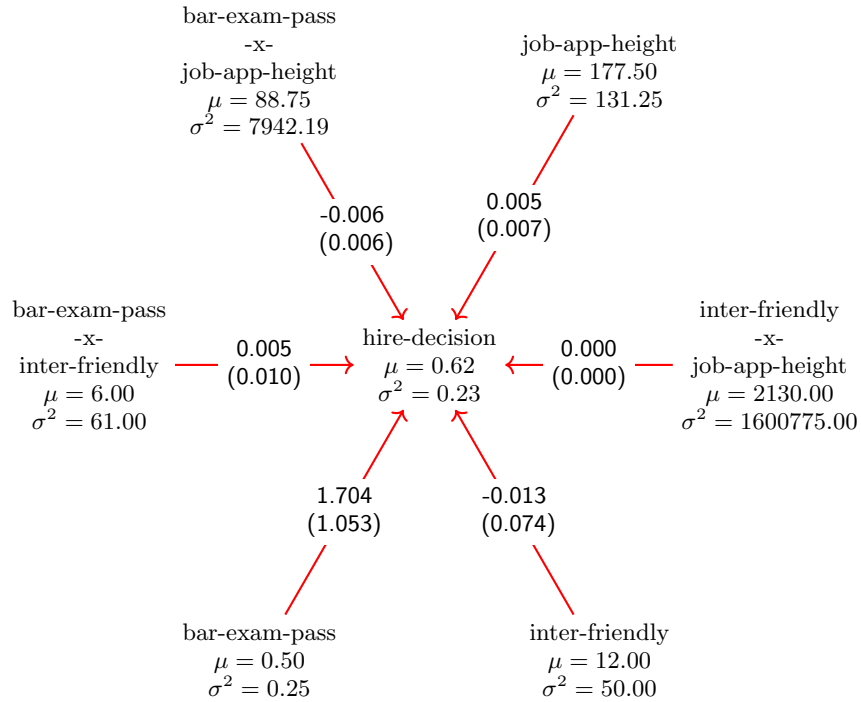 bar-exam-pass
-x-
job-app-height
μ = 88.75
σ² = 7942.19
job-app-height
μ = 177.50
σ² = 131.25
-0.006
(0.006)
0.005
(0.007)
bar-exam-pass
-x-
inter-friendly
μ = 6.00
σ² = 61.00
0.005
(0.010)
hire-decision
μ = 0.62
σ² = 0.23
0.000
(0.000)
inter-friendly
-x-
job-app-height
μ = 2130.00
σ² = 1600775.00
1.704
(1.053)
-0.013
(0.074)
bar-exam-pass
μ = 0.50
σ² = 0.25
inter-friendly
μ = 12.00
σ² = 50.00